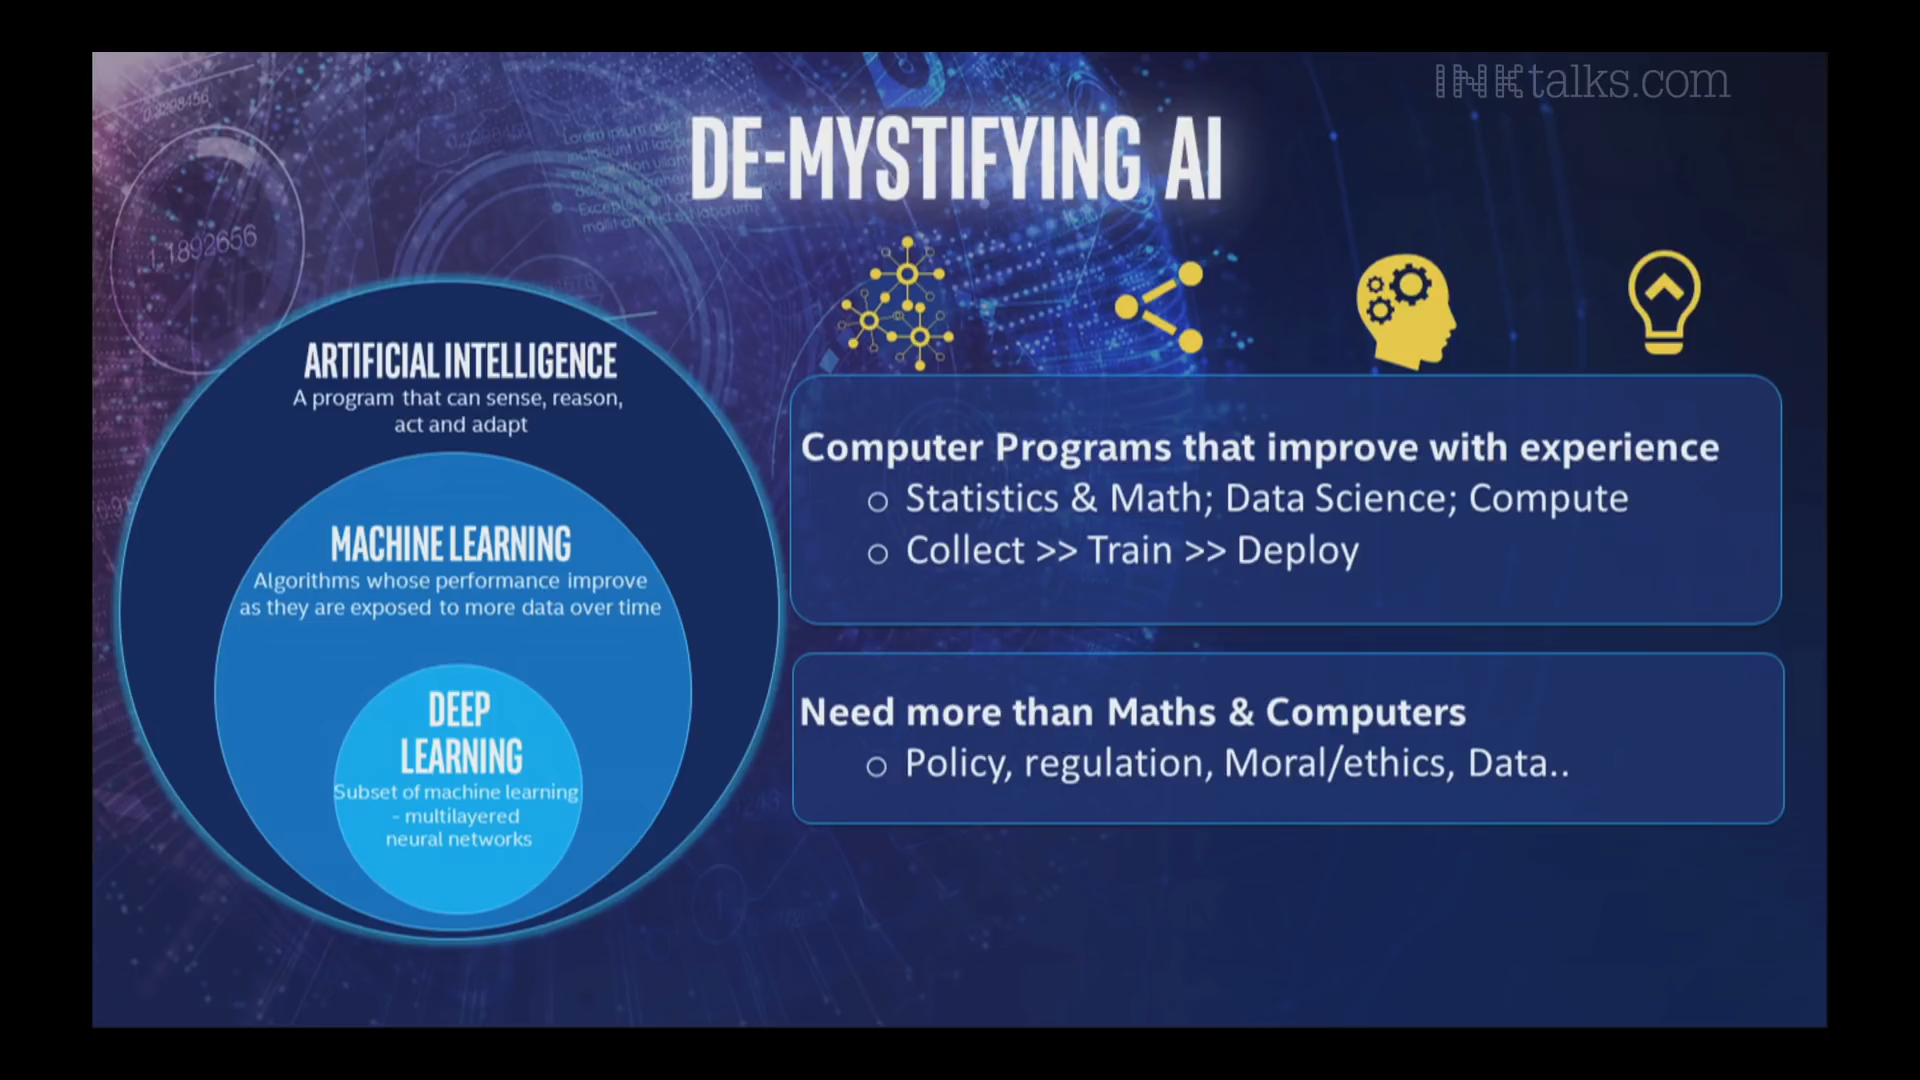 INKtalks.com
DE-MYSTIFYING AI
1.1892656
ARTIFICIAL INTELLIGENCE
A program that can sense, reason,
act and adapt
MACHINE LEARNING
Algorithms whose performance improve
as they are exposed to more data over time
DEEP
LEARNING
Subset of machine learning
- multilayered
neural networks
Computer Programs that improve with experience
○ Statistics & Math; Data Science; Compute
○ Collect >> Train >> Deploy
Need more than Maths & Computers
○ Policy, regulation, Moral/ethics, Data..